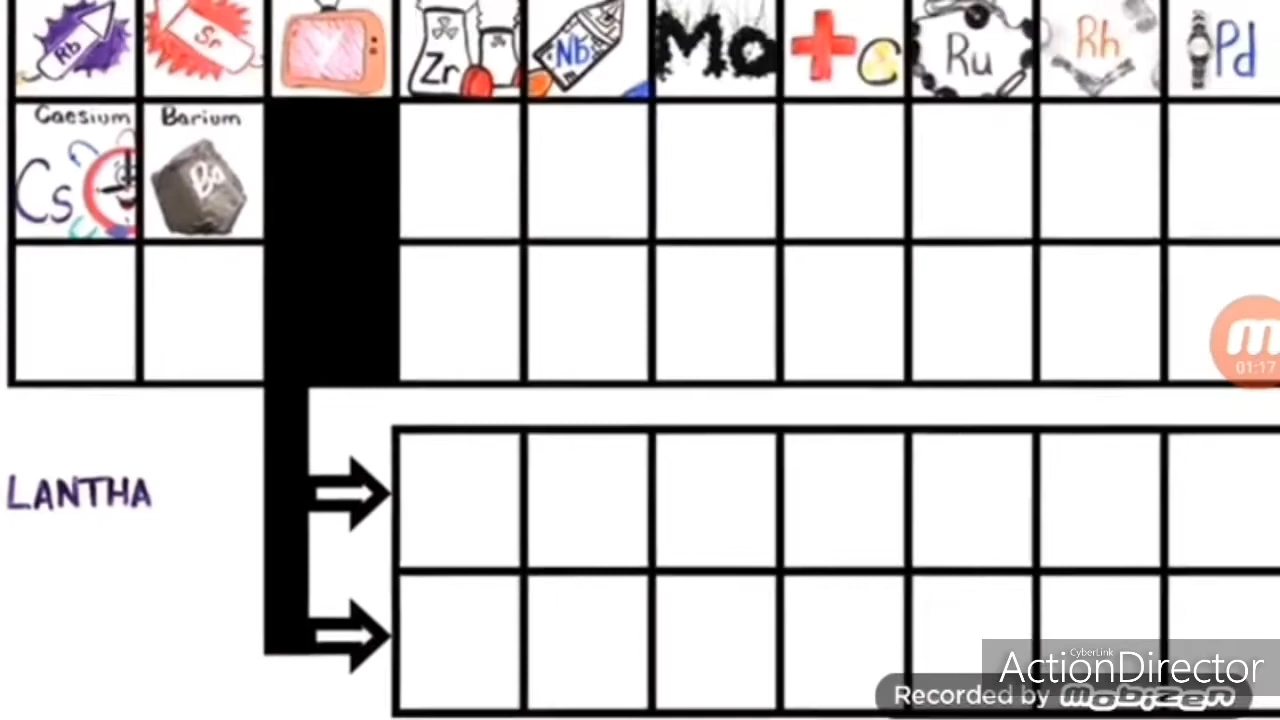 Rb Sr Y Zr Nb Mo C Ru Rh Pd
Caesium Barium
Cs Ba
01:17
LANTHA
CyberLink
ActionDirector
Recorded by mobizen